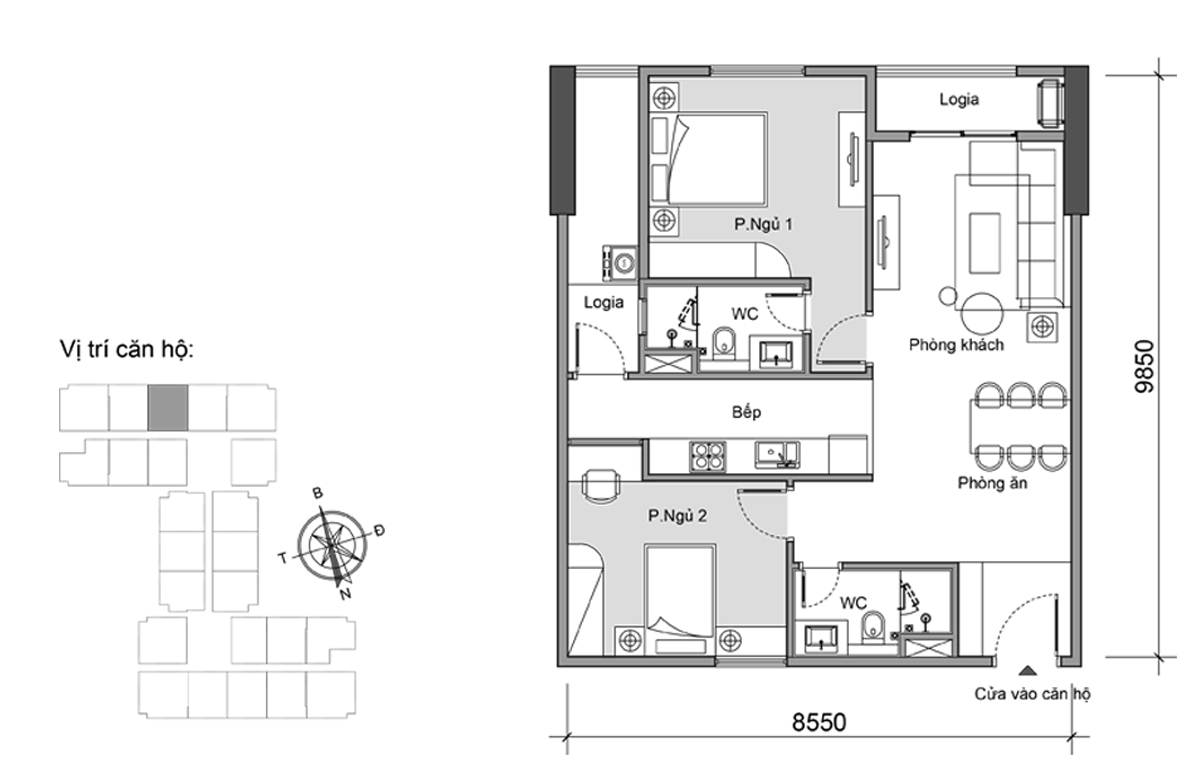 Logia
P.Ngủ 1
Logia
WC
Vị trí căn hộ:
Phòng khách
9850
Bếp
Phòng ăn
B
P.Ngủ 2
Đ
T
N
WC
Cửa vào căn hộ
8550